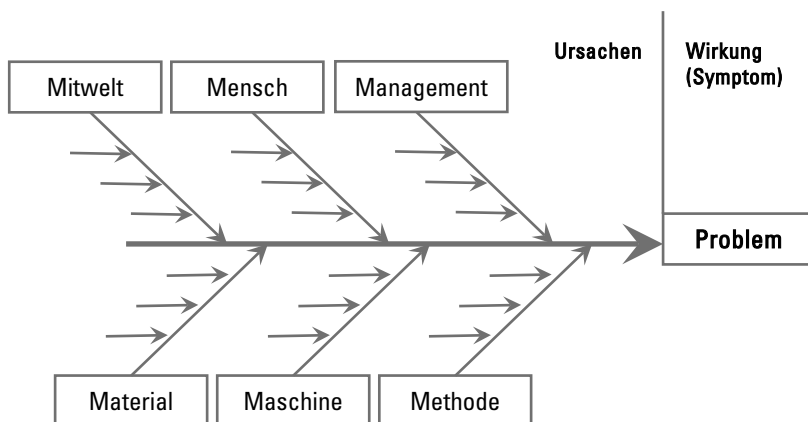 Ursachen
Wirkung
(Symptom)
Mitwelt
Mensch
Management
Problem
Material
Maschine
Methode